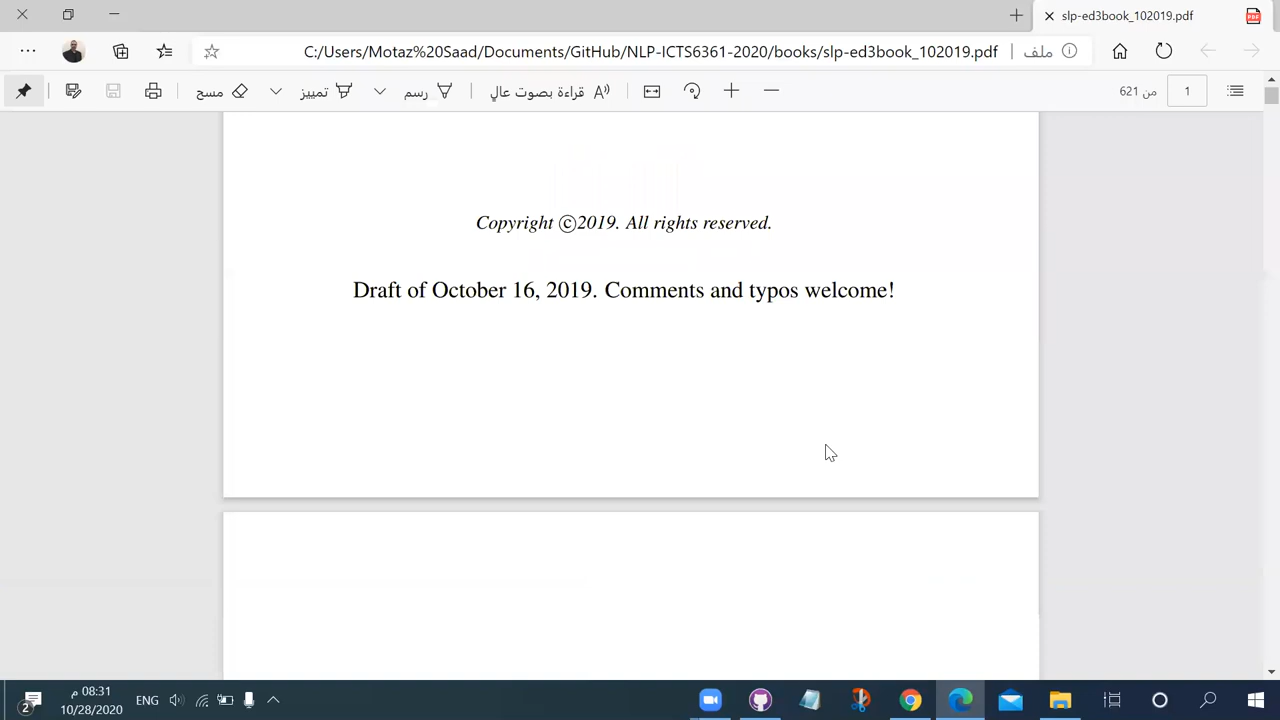 slp-ed3book_102019.pdf
C:/Users/Motaz%20Saad/Documents/GitHub/NLP-ICTS6361-2020/books/slp-ed3book_102019.pdf
ملف
مسح
تمييز
رسم
قراءة بصوت عالٍ
من 621
1
Copyright ©2019. All rights reserved.
Draft of October 16, 2019. Comments and typos welcome!
08:31 م
ENG
10/28/2020
2